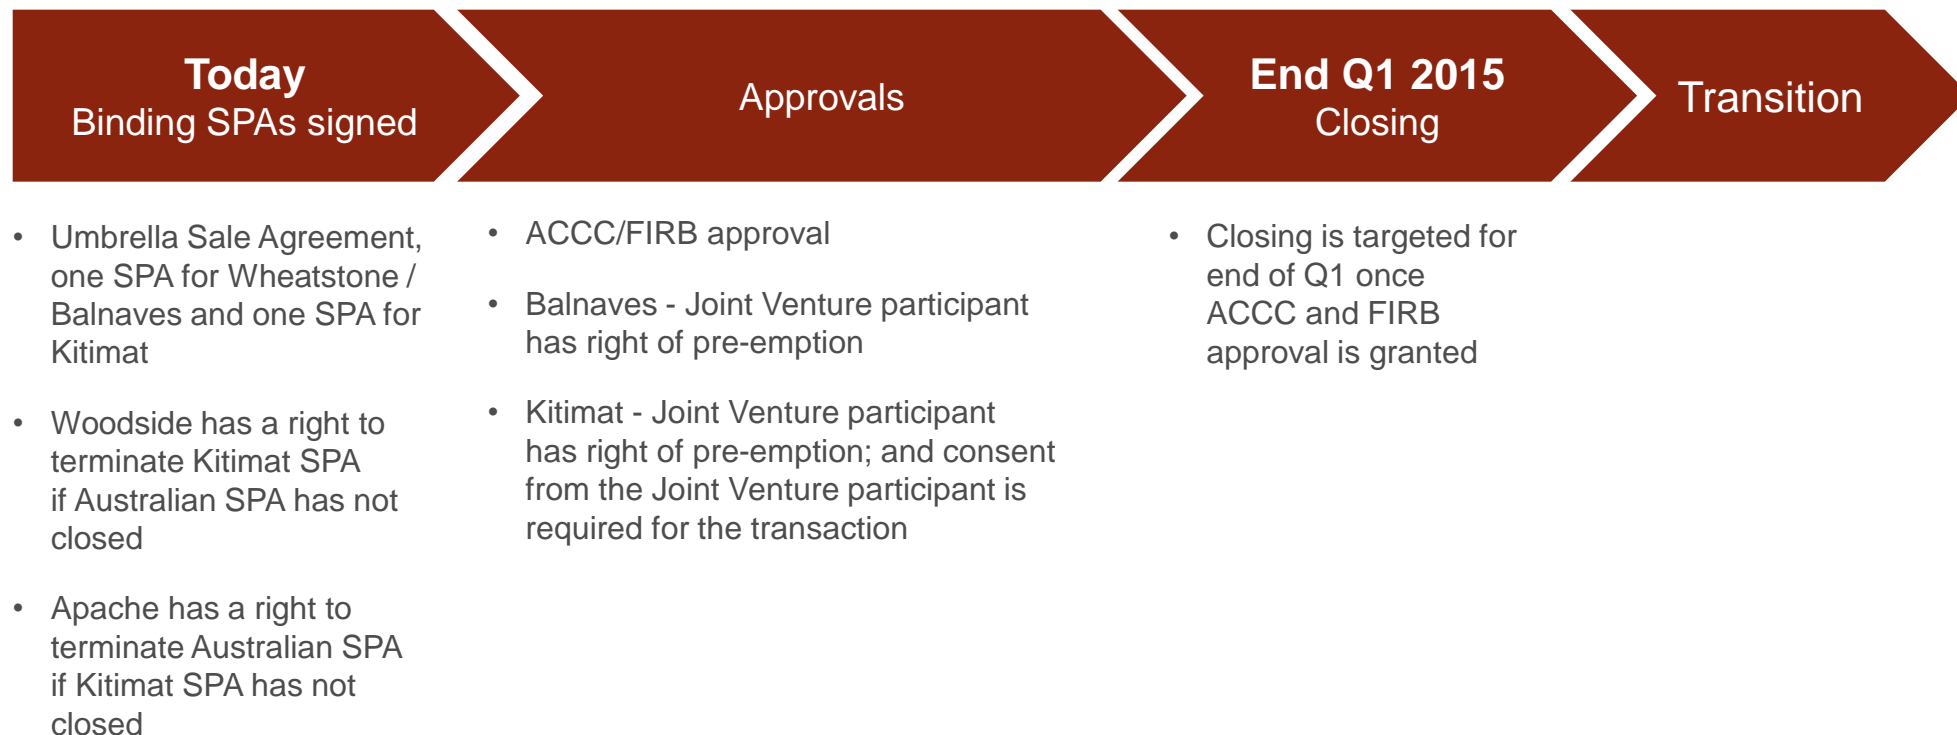 Today
Binding SPAs signed
Approvals
End Q1 2015
Closing
Transition
• Umbrella Sale Agreement,
one SPA for Wheatstone /
Balnaves and one SPA for
Kitimat
• Woodside has a right to
terminate Kitimat SPA
if Australian SPA has not
closed
• Apache has a right to
terminate Australian SPA
if Kitimat SPA has not
closed
• ACCC/FIRB approval
• Balnaves - Joint Venture participant
has right of pre-emption
• Kitimat - Joint Venture participant
has right of pre-emption; and consent
from the Joint Venture participant is
required for the transaction
• Closing is targeted for
end of Q1 once
ACCC and FIRB
approval is granted